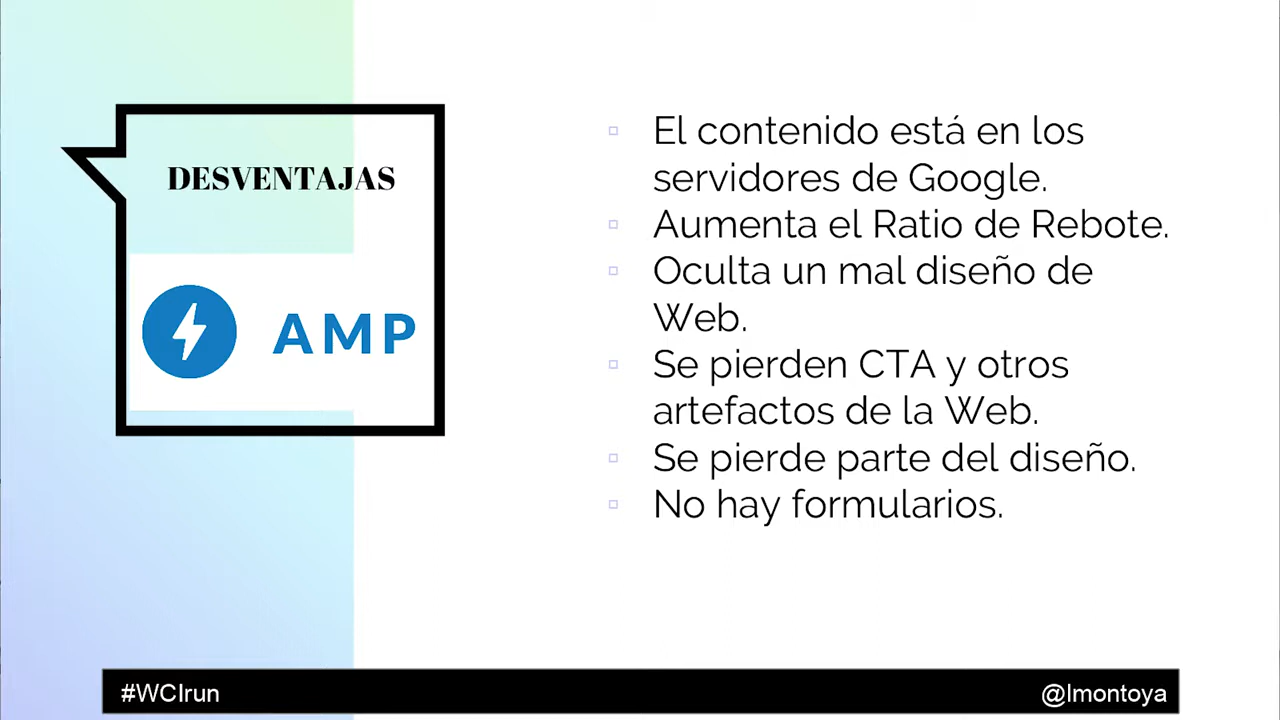 DESVENTAJAS
AMP
El contenido está en los
servidores de Google.
Aumenta el Ratio de Rebote.
Oculta un mal diseño de
Web.
Se pierden CTA y otros
artefactos de la Web.
Se pierde parte del diseño.
No hay formularios.
#WCIrun
@lmontoya